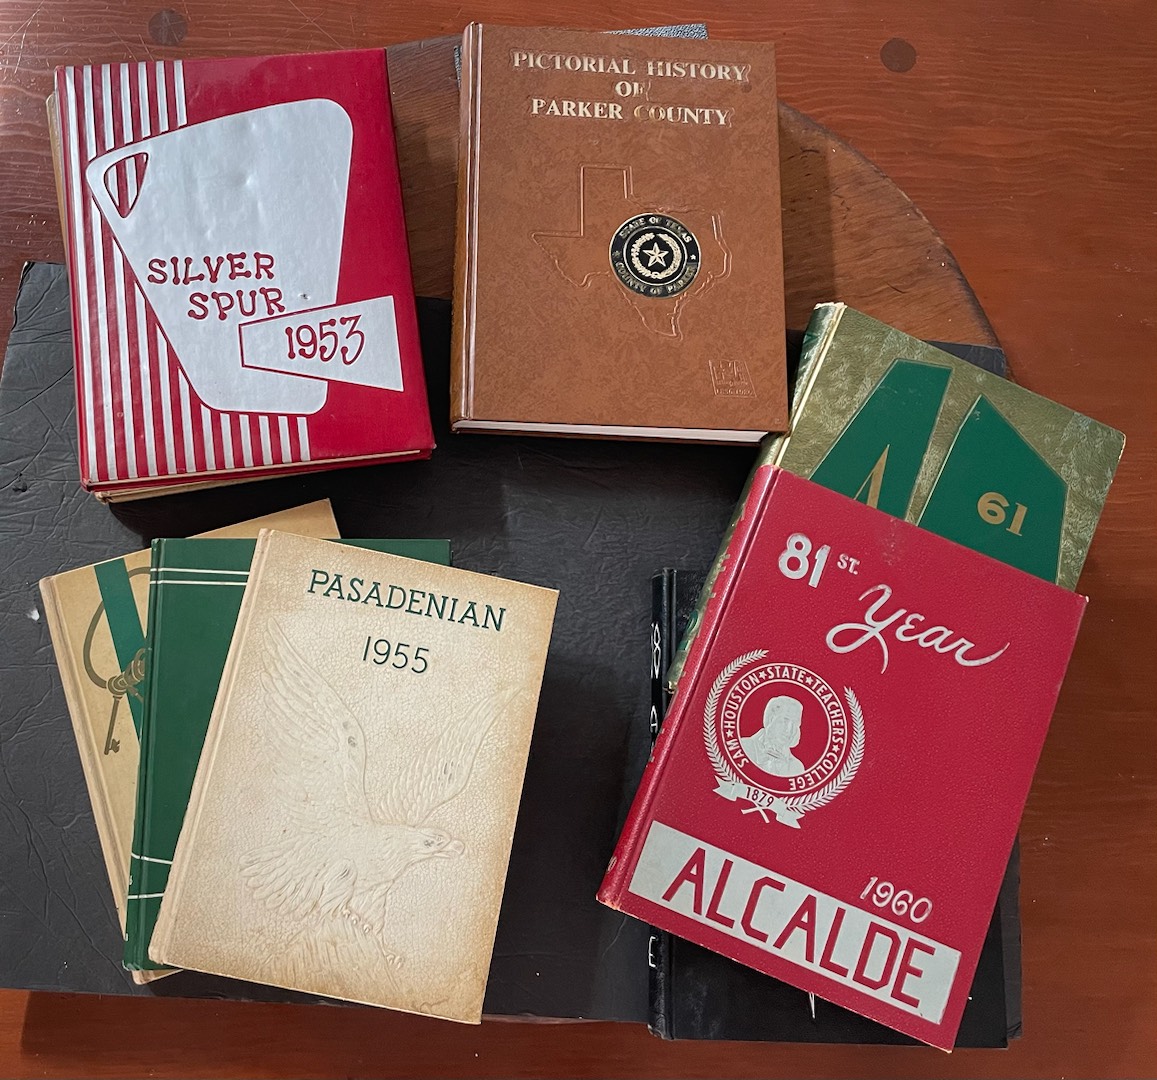 SILVER
SPUR
1953
PICTORIAL HISTORY
OF
PARKER COUNTY
STATE OF TEXAS
COUNTY OF PARKER
A
61
PASADENIAN
1955
81 ST.
Year
SAM★HOUSTON★STATE★TEACHERS★COLLEGE
1879
1960
ALCALDE